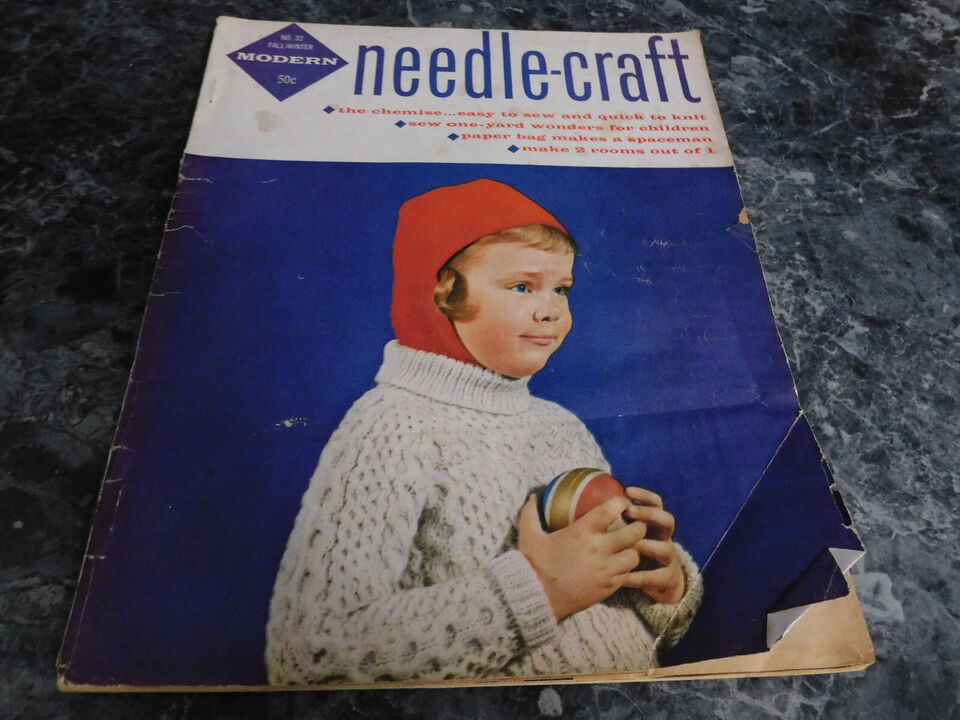 NO. 32
FALL-WINTER
MODERN
50c
needle-craft
the chemise...easy to sew and quick to knit
sew one-yard wonders for children
paper bag makes a spaceman
make 2 rooms out of 1